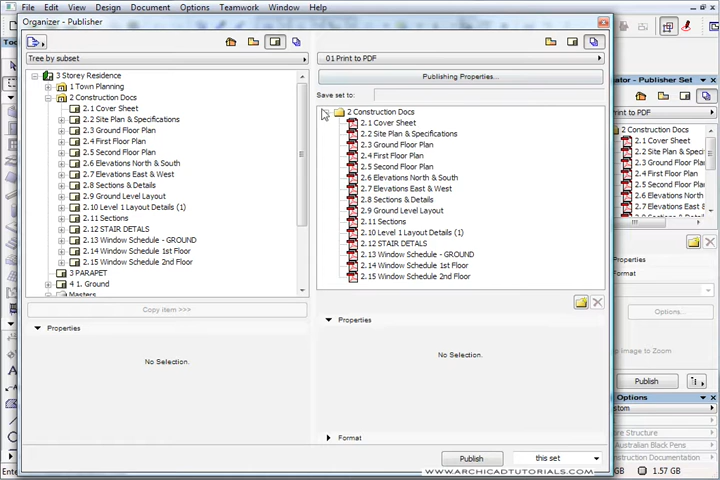 File Edit View Design Document Options Teamwork Window Help
Organizer - Publisher
Tree by subset
01 Print to PDF
Publishing Properties...
Save set to:
3 Storey Residence
1 Town Planning
2 Construction Docs
2.1 Cover Sheet
2.2 Site Plan & Specifications
2.3 Ground Floor Plan
2.4 First Floor Plan
2.5 Second Floor Plan
2.6 Elevations North & South
2.7 Elevations East & West
2.8 Sections & Details
2.9 Ground Level Layout
2.10 Level 1 Layout Details (1)
2.11 Sections
2.12 STAIR DETALS
2.13 Window Schedule - GROUND
2.14 Window Schedule 1st Floor
2.15 Window Schedule 2nd Floor
3 PARAPET
4 1. Ground
Masters
2 Construction Docs
2.1 Cover Sheet
2.2 Site Plan & Specifications
2.3 Ground Floor Plan
2.4 First Floor Plan
2.5 Second Floor Plan
2.6 Elevations North & South
2.7 Elevations East & West
2.8 Sections & Details
2.9 Ground Level Layout
2.11 Sections
2.10 Level 1 Layout Details (1)
2.12 STAIR DETALS
2.13 Window Schedule - GROUND
2.14 Window Schedule 1st Floor
2.15 Window Schedule 2nd Floor
Copy item >>>
Properties
No Selection.
Properties
No Selection.
Format
Publish
this set
WWW.ARCHICADTUTORIALS.COM
ator - Publisher Set
Print to PDF
2 Construction Docs
2.1 Cover Sheet
2.2 Site Plan & Speci
2.3 Ground Floor Plan
2.4 First Floor Plan
2.5 Second Floor Plan
2.6 Elevations North &
2.7 Elevations East &
Properties
Format
Options...
Image to Zoom
Publish
Options
stom
re Structure
Australian Black Pens
nstruction Documentation
GB
1.57 GB